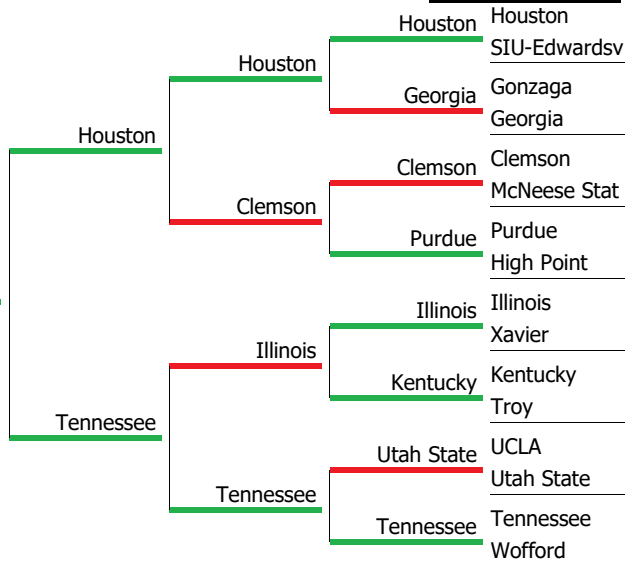 Houston
SIU-Edwardsv
Houston
Houston
Gonzaga
Georgia
Georgia
Houston
Clemson
McNeese Stat
Clemson
Clemson
Purdue
High Point
Purdue
Illinois
Xavier
Illinois
Illinois
Kentucky
Troy
Kentucky
Tennessee
UCLA
Utah State
Utah State
Tennessee
Tennessee
Wofford
Tennessee